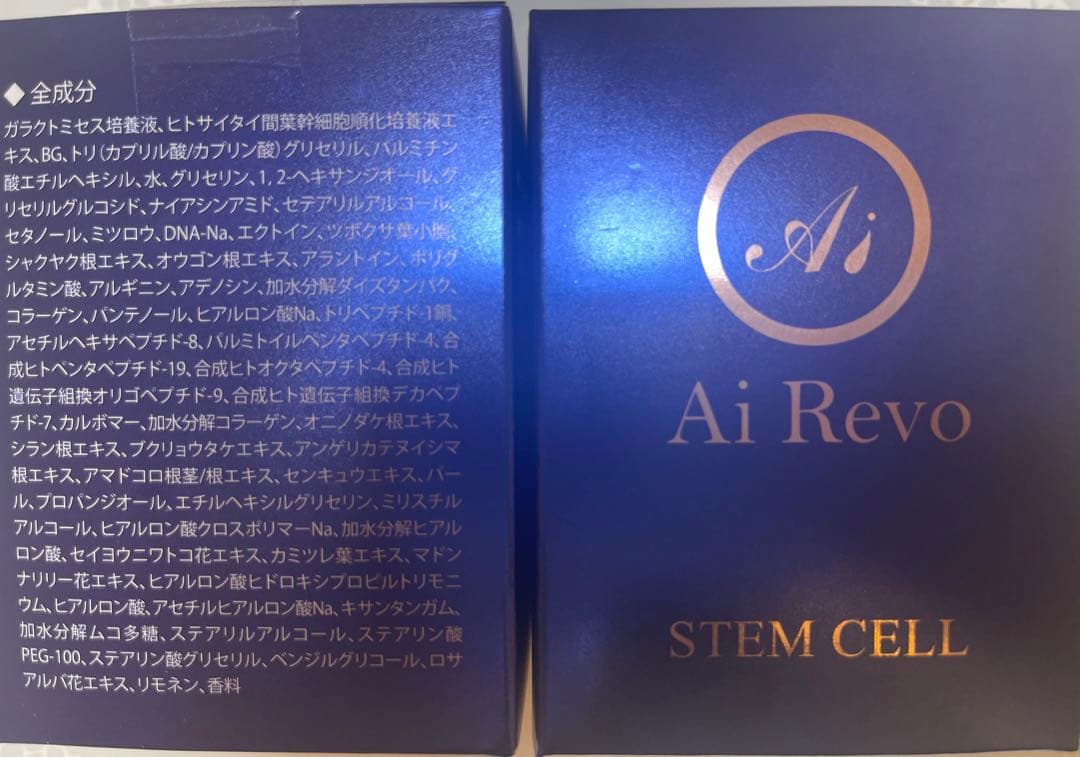 ◆ 全成分
ガラクトミセス培養液、ヒトサイタイ間葉幹細胞順化培養液エ
キス、BG、トリ(カプリル酸/カプリン酸)グリセリル、パルミチン
酸エチルヘキシル、水、グリセリン、1, 2-ヘキサンジオール、グ
リセリルグルコシド、ナイアシンアミド、セテアリルアルコール、
セタノール、ミツロウ、DNA-Na、エクトイン、ツボクサ葉小胞、
シャクヤク根エキス、オウゴン根エキス、アラントイン、ポリグ
ルタミン酸、アルギニン、アデノシン、加水分解ダイズタンパク、
コラーゲン、パンテノール、ヒアルロン酸Na、トリペプチド-1銅、
アセチルヘキサペプチド-8、パルミトイルペンタペプチド-4、合
成ヒトペンタペプチド-19、合成ヒトオクタペプチド-4、合成ヒト
遺伝子組換オリゴペプチド-9、合成ヒト遺伝子組換デカペプ
チド-7、カルボマー、加水分解コラーゲン、オニノダケ根エキス、
シラン根エキス、ブクリョウタケエキス、アンゲリカテヌイシマ
根エキス、アマドコロ根茎/根エキス、センキュウエキス、パー
ル、プロパンジオール、エチルヘキシルグリセリン、ミリスチル
アルコール、ヒアルロン酸クロスポリマーNa、加水分解ヒアル
ロン酸、セイヨウニワトコ花エキス、カミツレ葉エキス、マドン
ナリリー花エキス、ヒアルロン酸ヒドロキシプロピルトリモニ
ウム、ヒアルロン酸、アセチルヒアルロン酸Na、キサンタンガム、
加水分解ムコ多糖、ステアリルアルコール、ステアリン酸
PEG-100、ステアリン酸グリセリル、ベンジルグリコール、ロサ
アルバ花エキス、リモネン、香料
Ai
Ai Revo
STEM CELL